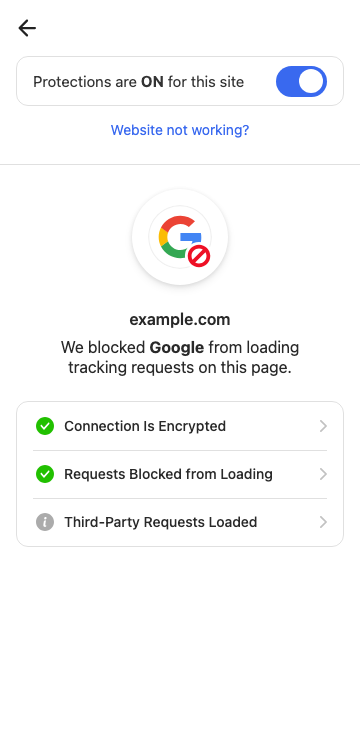 Protections are ON for this site
Website not working?
example.com
We blocked Google from loading
tracking requests on this page.
Connection Is Encrypted
Requests Blocked from Loading
Third-Party Requests Loaded